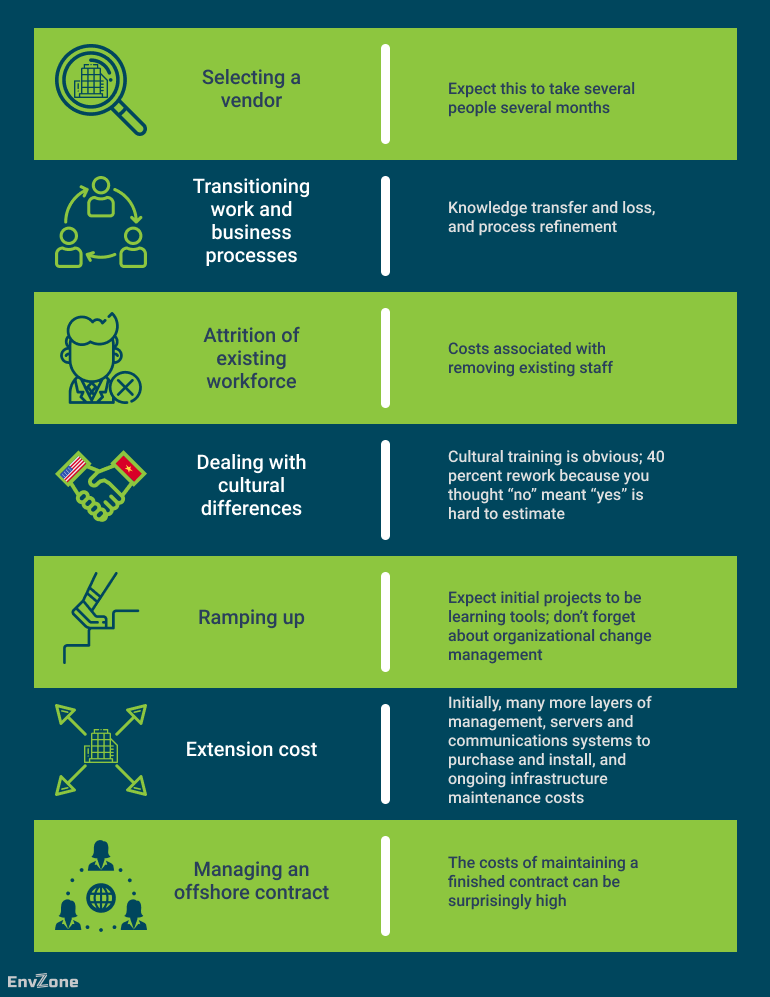 Selecting a
vendor
Expect this to take several
people several months
Transitioning
work and
business
processes
Knowledge transfer and loss,
and process refinement
Attrition of
existing
workforce
Costs associated with
removing existing staff
Dealing with
cultural
differences
Cultural training is obvious; 40
percent rework because you
thought “no” meant “yes” is
hard to estimate
Ramping up
Expect initial projects to be
learning tools; don’t forget
about organizational change
management
Extension cost
Initially, many more layers of
management, servers and
communications systems to
purchase and install, and
ongoing infrastructure
maintenance costs
Managing an
offshore contract
The costs of maintaining a
finished contract can be
surprisingly high
EnvZone